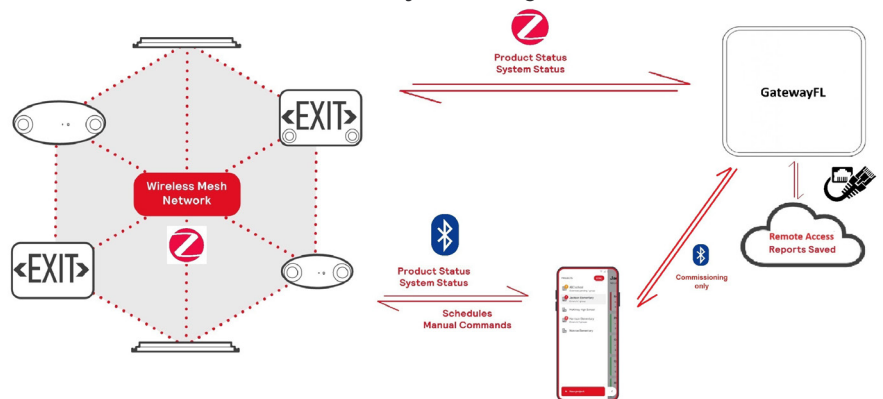 Product Status
System Status
GatewayFL
<EXIT>
Wireless Mesh
Network
<EXIT>
Product Status
System Status
Schedules
Manual Commands
Commissioning
only
Remote Access
Reports Saved